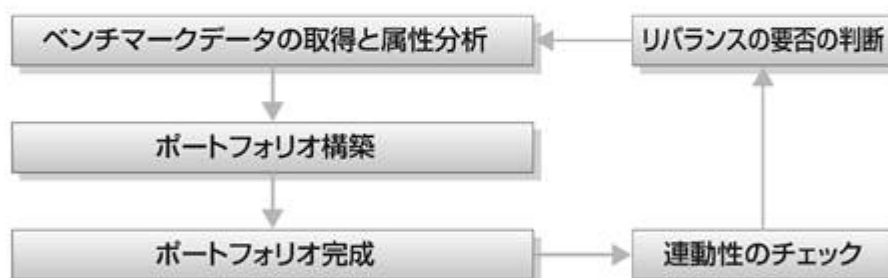 ベンチマークデータの取得と属性分析
リバランスの要否の判断
ポートフォリオ構築
ポートフォリオ完成
連動性のチェック